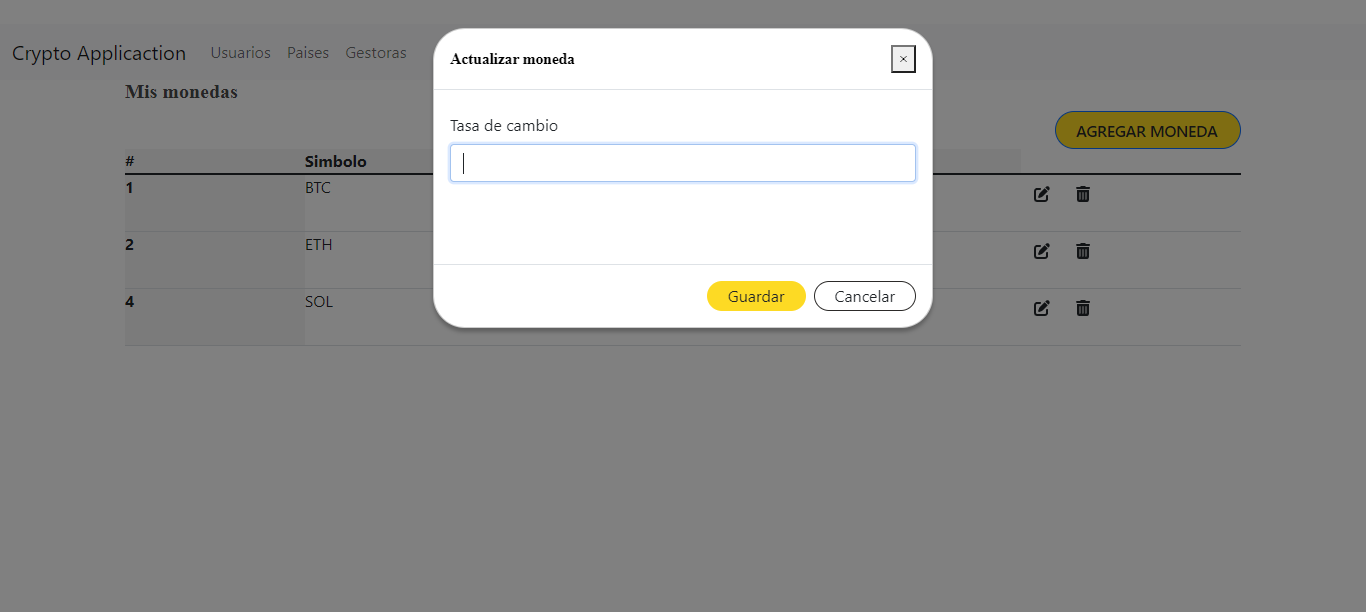 Crypto Applicaction Usuarios Paises Gestoras
Actualizar moneda ×
Mis monedas
Tasa de cambio
AGREGAR MONEDA
# Simbolo
1 BTC
2 ETH
4 SOL
Guardar Cancelar